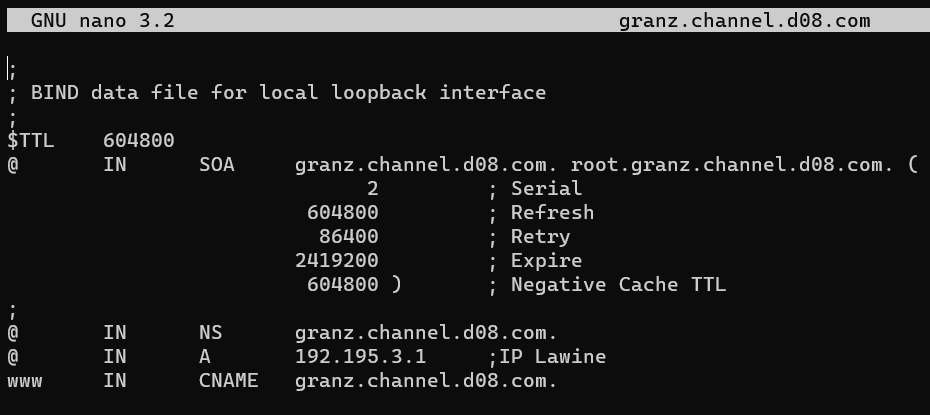 GNU nano 3.2 granz.channel.d08.com
;
; BIND data file for local loopback interface
;
$TTL 604800
@ IN SOA granz.channel.d08.com. root.granz.channel.d08.com. (
2 ; Serial
604800 ; Refresh
86400 ; Retry
2419200 ; Expire
604800 ) ; Negative Cache TTL
;
@ IN NS granz.channel.d08.com.
@ IN A 192.195.3.1 ;IP Lawine
www IN CNAME granz.channel.d08.com.